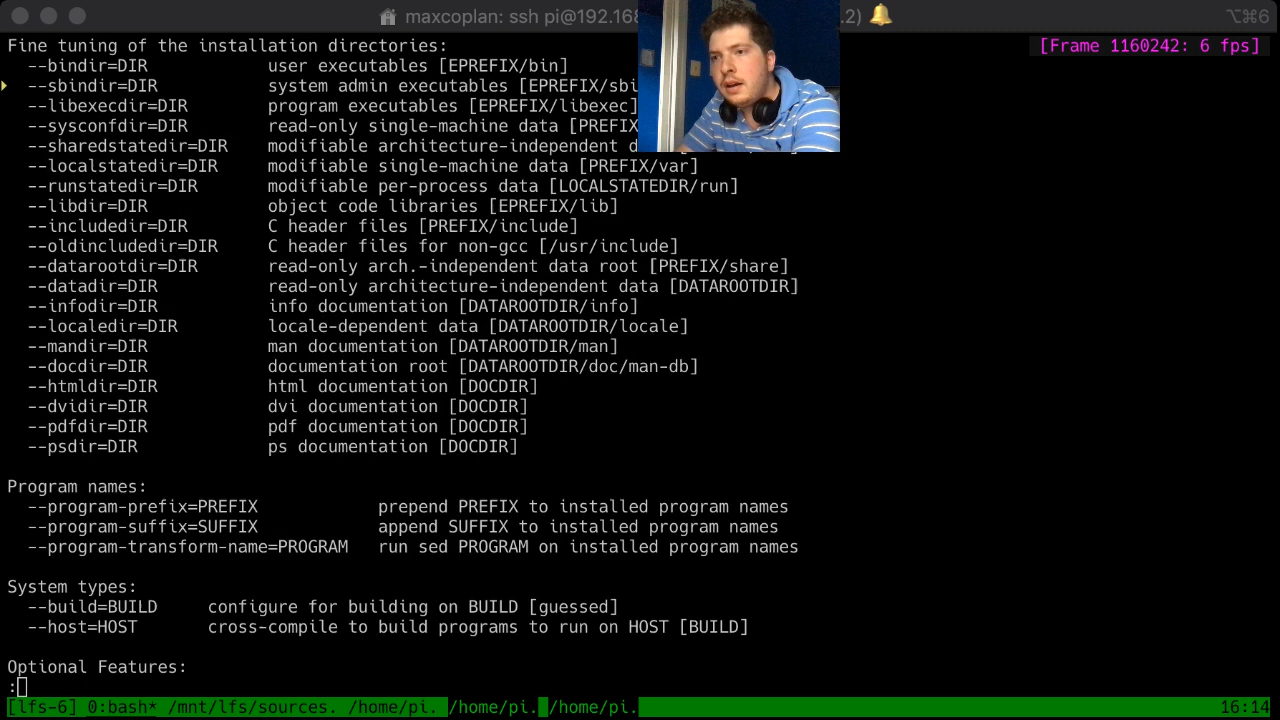 maxcoplan: ssh pi@192.168 .2) ⌥⌘6
Fine tuning of the installation directories: [Frame 1160242: 6 fps]
--bindir=DIR user executables [EPREFIX/bin]
--sbindir=DIR system admin executables [EPREFIX/sbi
--libexecdir=DIR program executables [EPREFIX/libexec]
--sysconfdir=DIR read-only single-machine data [PREFIX
--sharedstatedir=DIR modifiable architecture-independent d
--localstatedir=DIR modifiable single-machine data [PREFIX/var]
--runstatedir=DIR modifiable per-process data [LOCALSTATEDIR/run]
--libdir=DIR object code libraries [EPREFIX/lib]
--includedir=DIR C header files [PREFIX/include]
--oldincludedir=DIR C header files for non-gcc [/usr/include]
--datarootdir=DIR read-only arch.-independent data root [PREFIX/share]
--datadir=DIR read-only architecture-independent data [DATAROOTDIR]
--infodir=DIR info documentation [DATAROOTDIR/info]
--localedir=DIR locale-dependent data [DATAROOTDIR/locale]
--mandir=DIR man documentation [DATAROOTDIR/man]
--docdir=DIR documentation root [DATAROOTDIR/doc/man-db]
--htmldir=DIR html documentation [DOCDIR]
--dvidir=DIR dvi documentation [DOCDIR]
--pdfdir=DIR pdf documentation [DOCDIR]
--psdir=DIR ps documentation [DOCDIR]
Program names:
--program-prefix=PREFIX prepend PREFIX to installed program names
--program-suffix=SUFFIX append SUFFIX to installed program names
--program-transform-name=PROGRAM run sed PROGRAM on installed program names
System types:
--build=BUILD configure for building on BUILD [guessed]
--host=HOST cross-compile to build programs to run on HOST [BUILD]
Optional Features:
:
[lfs-6] 0:bash* /mnt/lfs/sources. /home/pi. /home/pi. /home/pi. 16:14